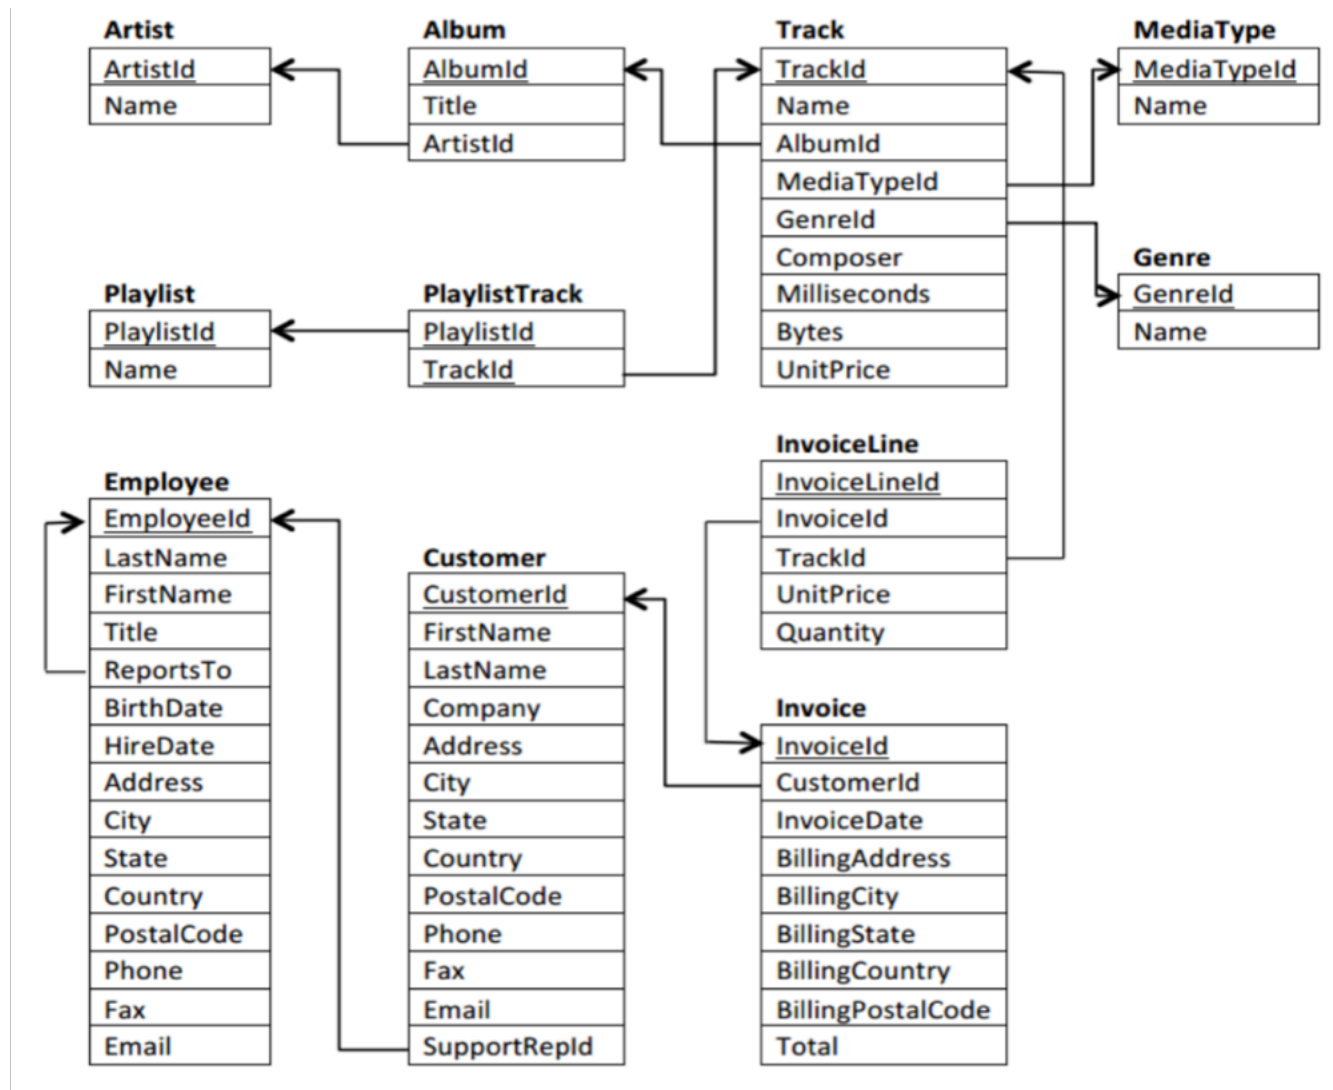 Artist
ArtistId
Name
Album
AlbumId
Title
ArtistId
Track
TrackId
Name
AlbumId
MediaTypeId
GenreId
Composer
Milliseconds
Bytes
UnitPrice
MediaType
MediaTypeId
Name
Genre
GenreId
Name
Playlist
PlaylistId
Name
PlaylistTrack
PlaylistId
TrackId
Employee
EmployeeId
LastName
FirstName
Title
ReportsTo
BirthDate
HireDate
Address
City
State
Country
PostalCode
Phone
Fax
Email
Customer
CustomerId
FirstName
LastName
Company
Address
City
State
Country
PostalCode
Phone
Fax
Email
SupportRepId
InvoiceLine
InvoiceLineId
InvoiceId
TrackId
UnitPrice
Quantity
Invoice
InvoiceId
CustomerId
InvoiceDate
BillingAddress
BillingCity
BillingState
BillingCountry
BillingPostalCode
Total